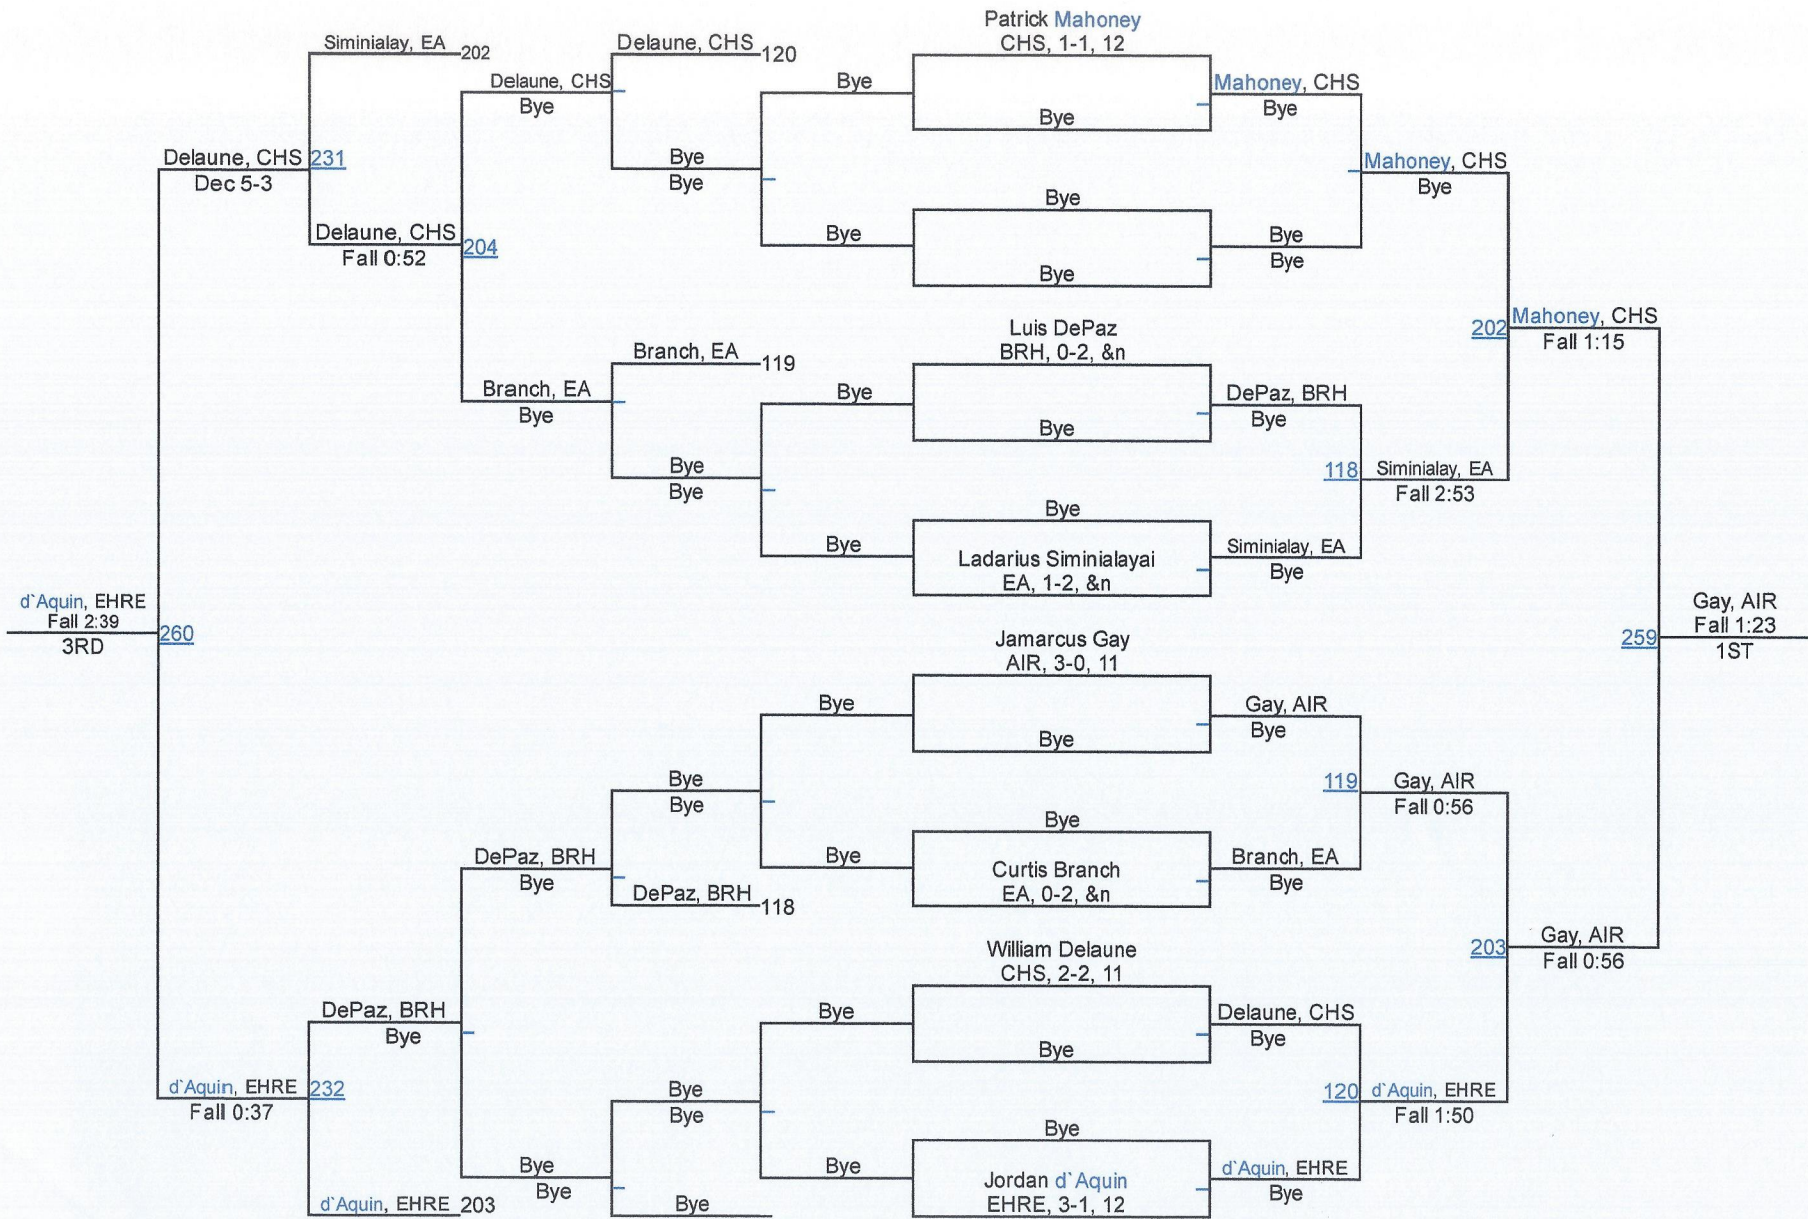 Patrick Mahoney
CHS, 1-1, 12
Siminialay, EA
202
Delaune, CHS
120
Delaune, CHS
Bye
Bye
Bye
Mahoney, CHS
Bye
Delaune, CHS
231
Dec 5-3
Bye
Bye
Mahoney, CHS
Bye
Bye
Delaune, CHS
204
Fall 0:52
Bye
Bye
Bye
Bye
Luis DePaz
BRH, 0-2, &n
202
Mahoney, CHS
Fall 1:15
Branch, EA
119
Branch, EA
Bye
Bye
Bye
DePaz, BRH
Bye
Bye
Bye
118
Siminialay, EA
Fall 2:53
Bye
Bye
Ladarius Siminialayai
EA, 1-2, &n
Siminialay, EA
Bye
d`Aquin, EHRE
Fall 2:39
3RD
260
Jamarcus Gay
AIR, 3-0, 11
259
Gay, AIR
Fall 1:23
1ST
Bye
Bye
Gay, AIR
Bye
Bye
Bye
119
Gay, AIR
Fall 0:56
Bye
DePaz, BRH
Bye
Bye
Curtis Branch
EA, 0-2, &n
Branch, EA
Bye
DePaz, BRH
118
William Delaune
CHS, 2-2, 11
203
Gay, AIR
Fall 0:56
DePaz, BRH
Bye
Bye
Bye
Delaune, CHS
Bye
d`Aquin, EHRE
232
Fall 0:37
Bye
Bye
120
d`Aquin, EHRE
Fall 1:50
Bye
Bye
Bye
Bye
Jordan d`Aquin
EHRE, 3-1, 12
d`Aquin, EHRE
Bye
d`Aquin, EHRE
203
Bye